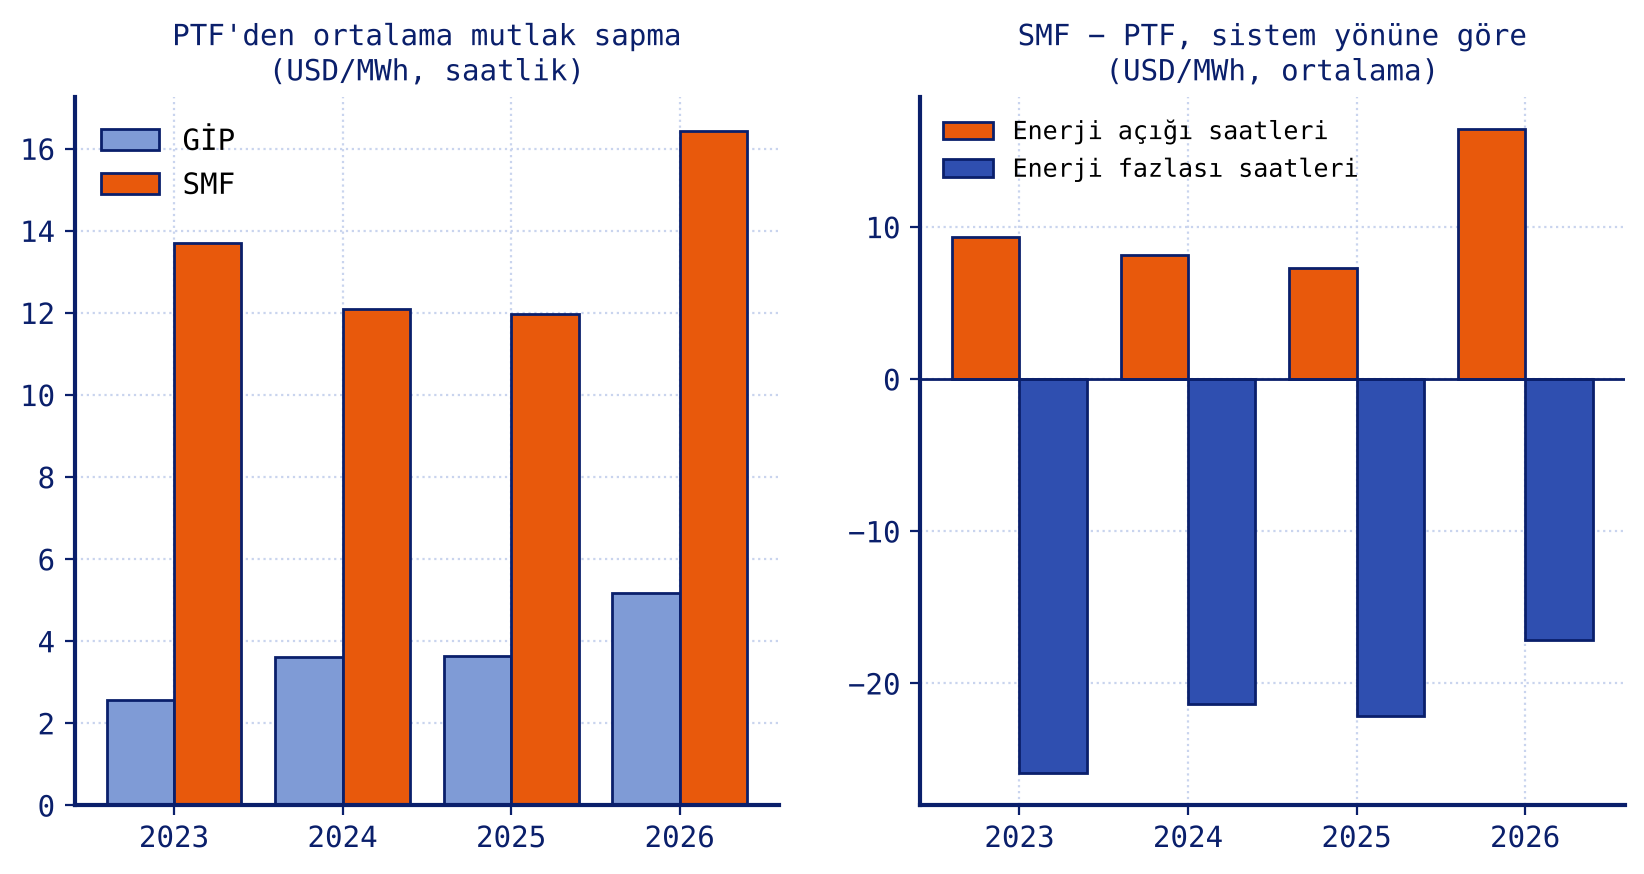 PTF'den ortalama mutlak sapma
(USD/MWh, saatlik)
GİP
SMF
16
14
12
10
8
6
4
2
0
2023 2024 2025 2026
SMF − PTF, sistem yönüne göre
(USD/MWh, ortalama)
Enerji açığı saatleri
Enerji fazlası saatleri
10
0
−10
−20
2023 2024 2025 2026